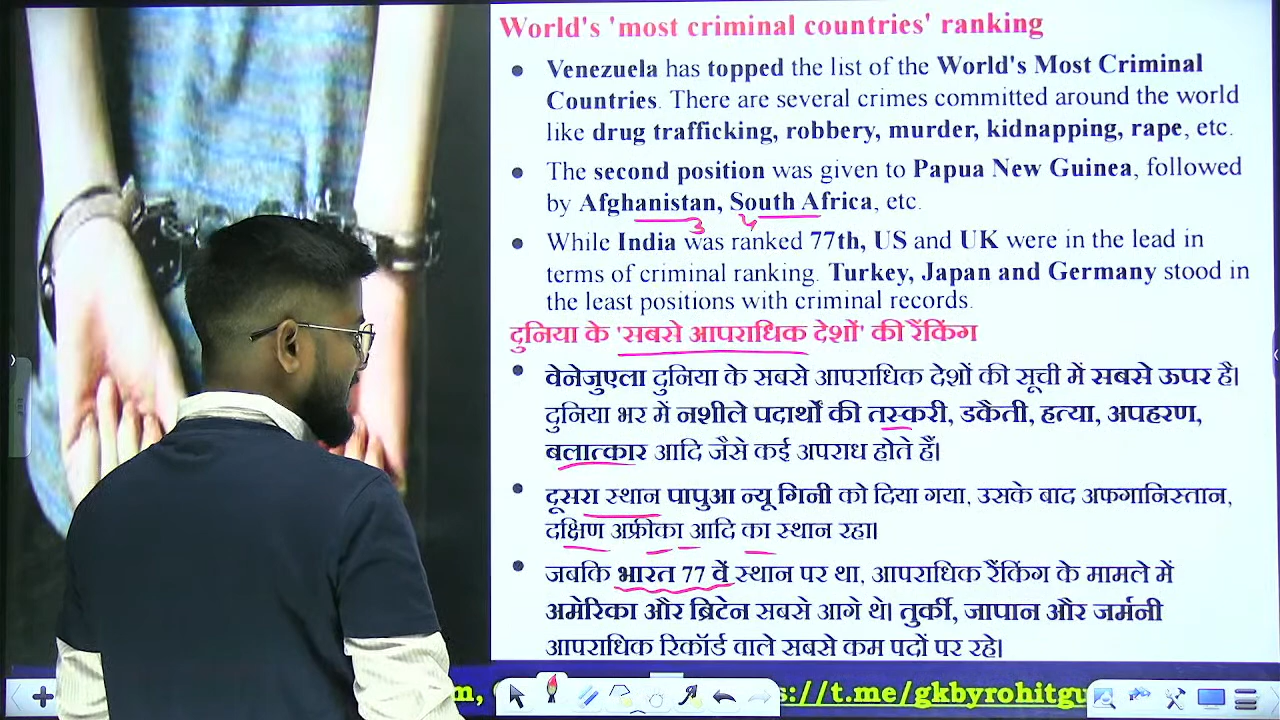 World's 'most criminal countries' ranking
• Venezuela has topped the list of the World's Most Criminal
Countries. There are several crimes committed around the world
like drug trafficking, robbery, murder, kidnapping, rape, etc.
• The second position was given to Papua New Guinea, followed
by Afghanistan, South Africa, etc.
3 4
• While India was ranked 77th, US and UK were in the lead in
terms of criminal ranking. Turkey, Japan and Germany stood in
the least positions with criminal records.
दुनिया के 'सबसे आपराधिक देशों' की रैंकिंग
• वेनेजुएला दुनिया के सबसे आपराधिक देशों की सूची में सबसे ऊपर है।
दुनिया भर में नशीले पदार्थों की तस्करी, डकैती, हत्या, अपहरण,
बलात्कार आदि जैसे कई अपराध होते हैं।
• दूसरा स्थान पापुआ न्यू गिनी को दिया गया, उसके बाद अफगानिस्तान,
दक्षिण अफ्रीका आदि का स्थान रहा।
• जबकि भारत 77 वें स्थान पर था, आपराधिक रैंकिंग के मामले में
अमेरिका और ब्रिटेन सबसे आगे थे। तुर्की, जापान और जर्मनी
आपराधिक रिकॉर्ड वाले सबसे कम पदों पर रहे।
s://t.me/gkbyrohitgu